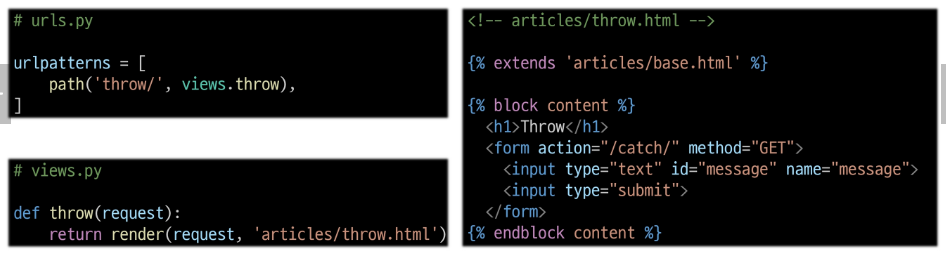 # urls.py
urlpatterns = [
    path('throw/', views.throw),
]
# views.py
def throw(request):
    return render(request, 'articles/throw.html')
<!-- articles/throw.html -->
{% extends 'articles/base.html' %}
{% block content %}
  <h1>Throw</h1>
  <form action="/catch/" method="GET">
    <input type="text" id="message" name="message">
    <input type="submit">
  </form>
{% endblock content %}